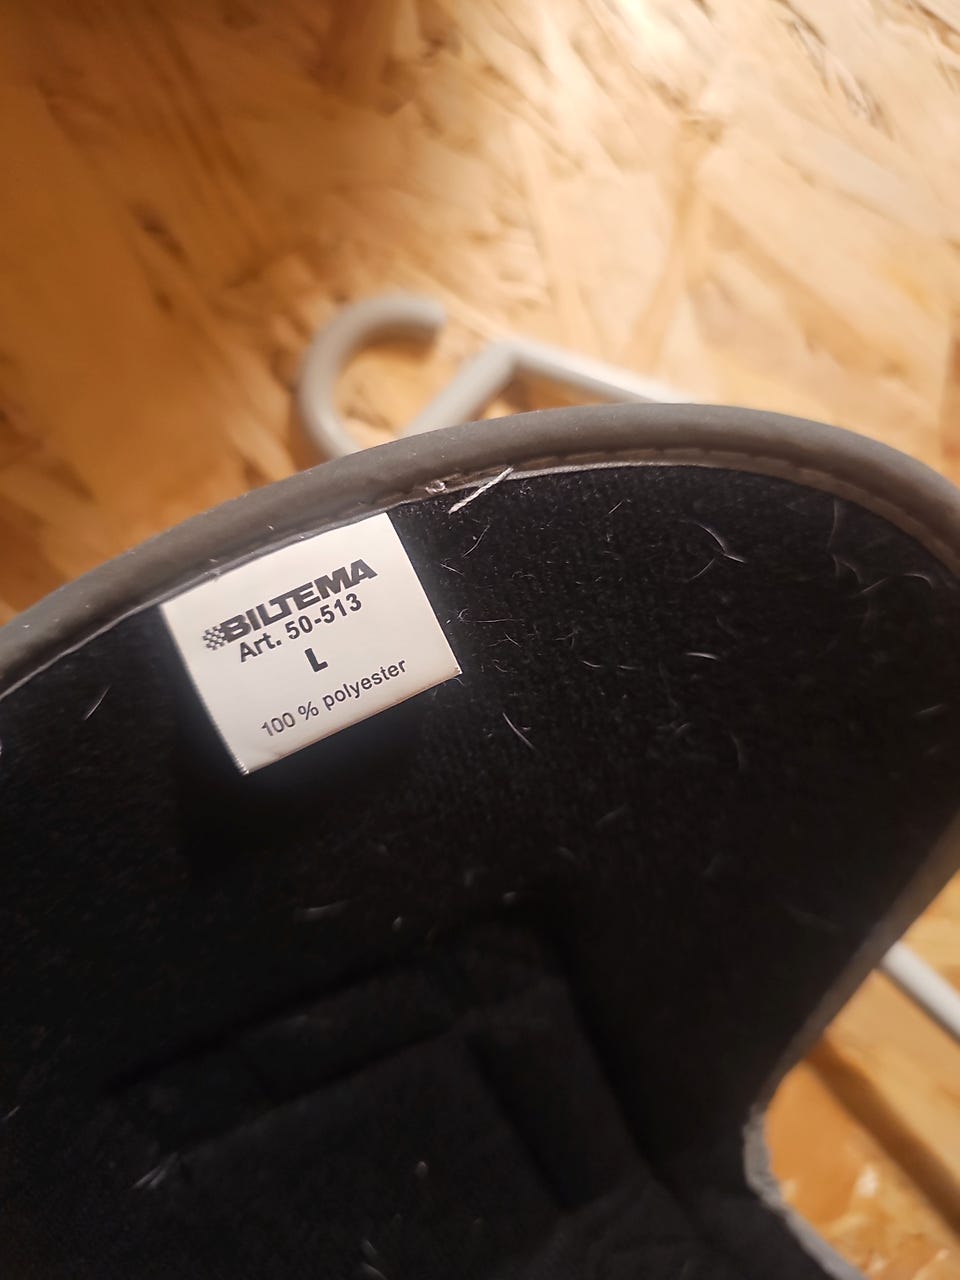 BILTEMA
Art. 50-513
L
100 % polyester